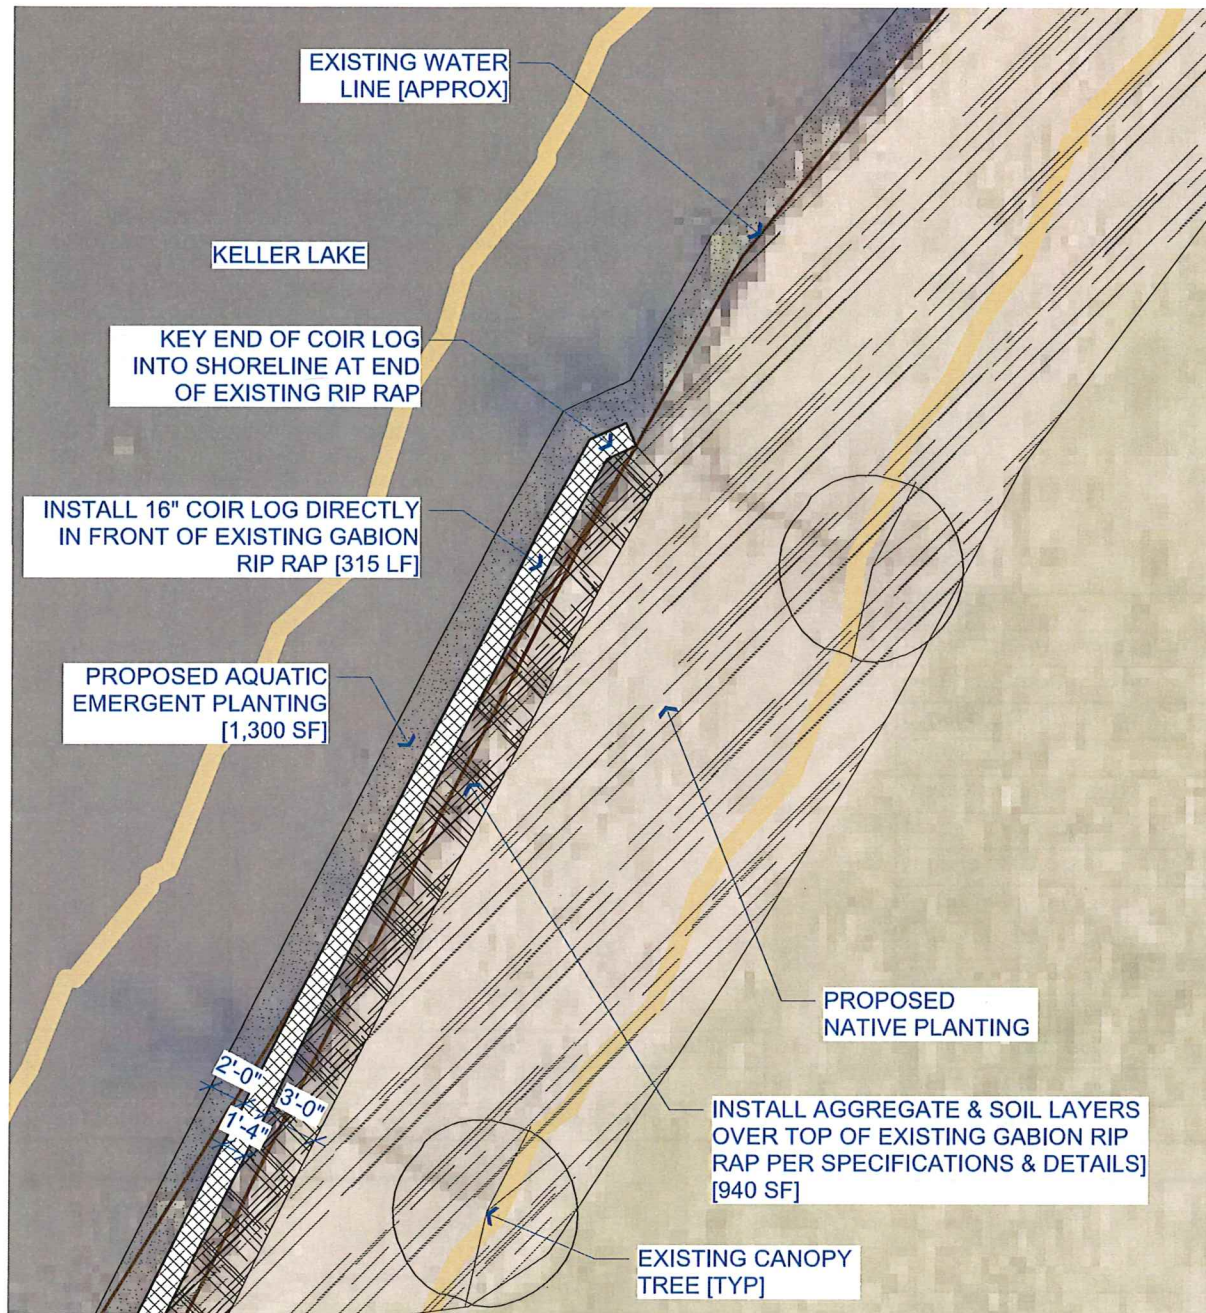 EXISTING WATER
LINE [APPROX]
KELLER LAKE
KEY END OF COIR LOG
INTO SHORELINE AT END
OF EXISTING RIP RAP
INSTALL 16" COIR LOG DIRECTLY
IN FRONT OF EXISTING GABION
RIP RAP [315 LF]
PROPOSED AQUATIC
EMERGENT PLANTING
[1,300 SF]
PROPOSED
NATIVE PLANTING
2'-0"
3'-0"
1'-4"
INSTALL AGGREGATE & SOIL LAYERS
OVER TOP OF EXISTING GABION RIP
RAP PER SPECIFICATIONS & DETAILS]
[940 SF]
EXISTING CANOPY
TREE [TYP]